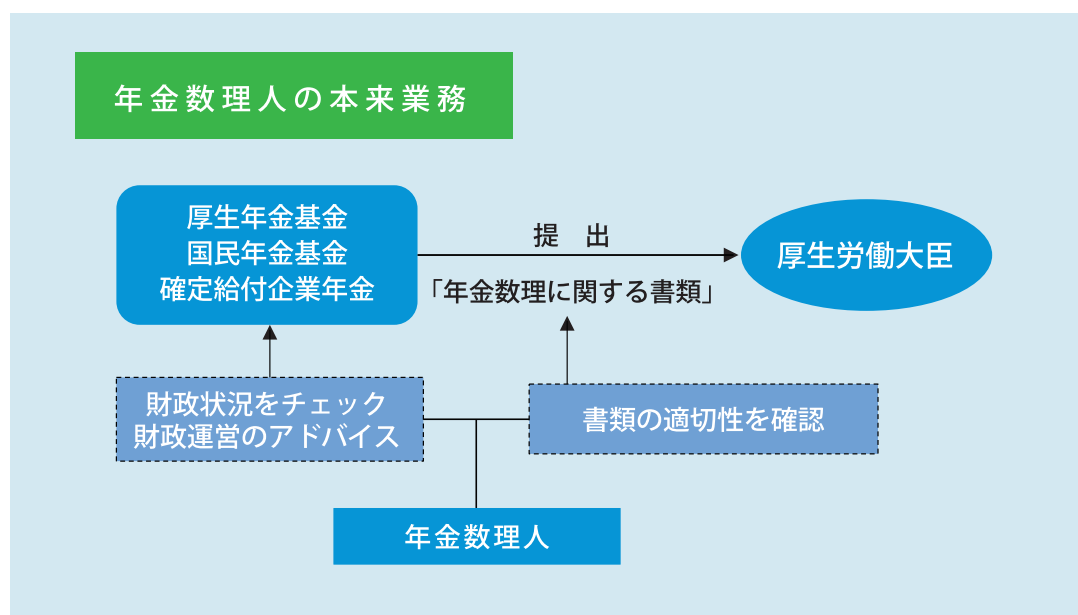 年金数理人の本来業務
厚生年金基金
国民年金基金
確定給付企業年金
提　出
「年金数理に関する書類」
厚生労働大臣
財政状況をチェック
財政運営のアドバイス
書類の適切性を確認
年金数理人